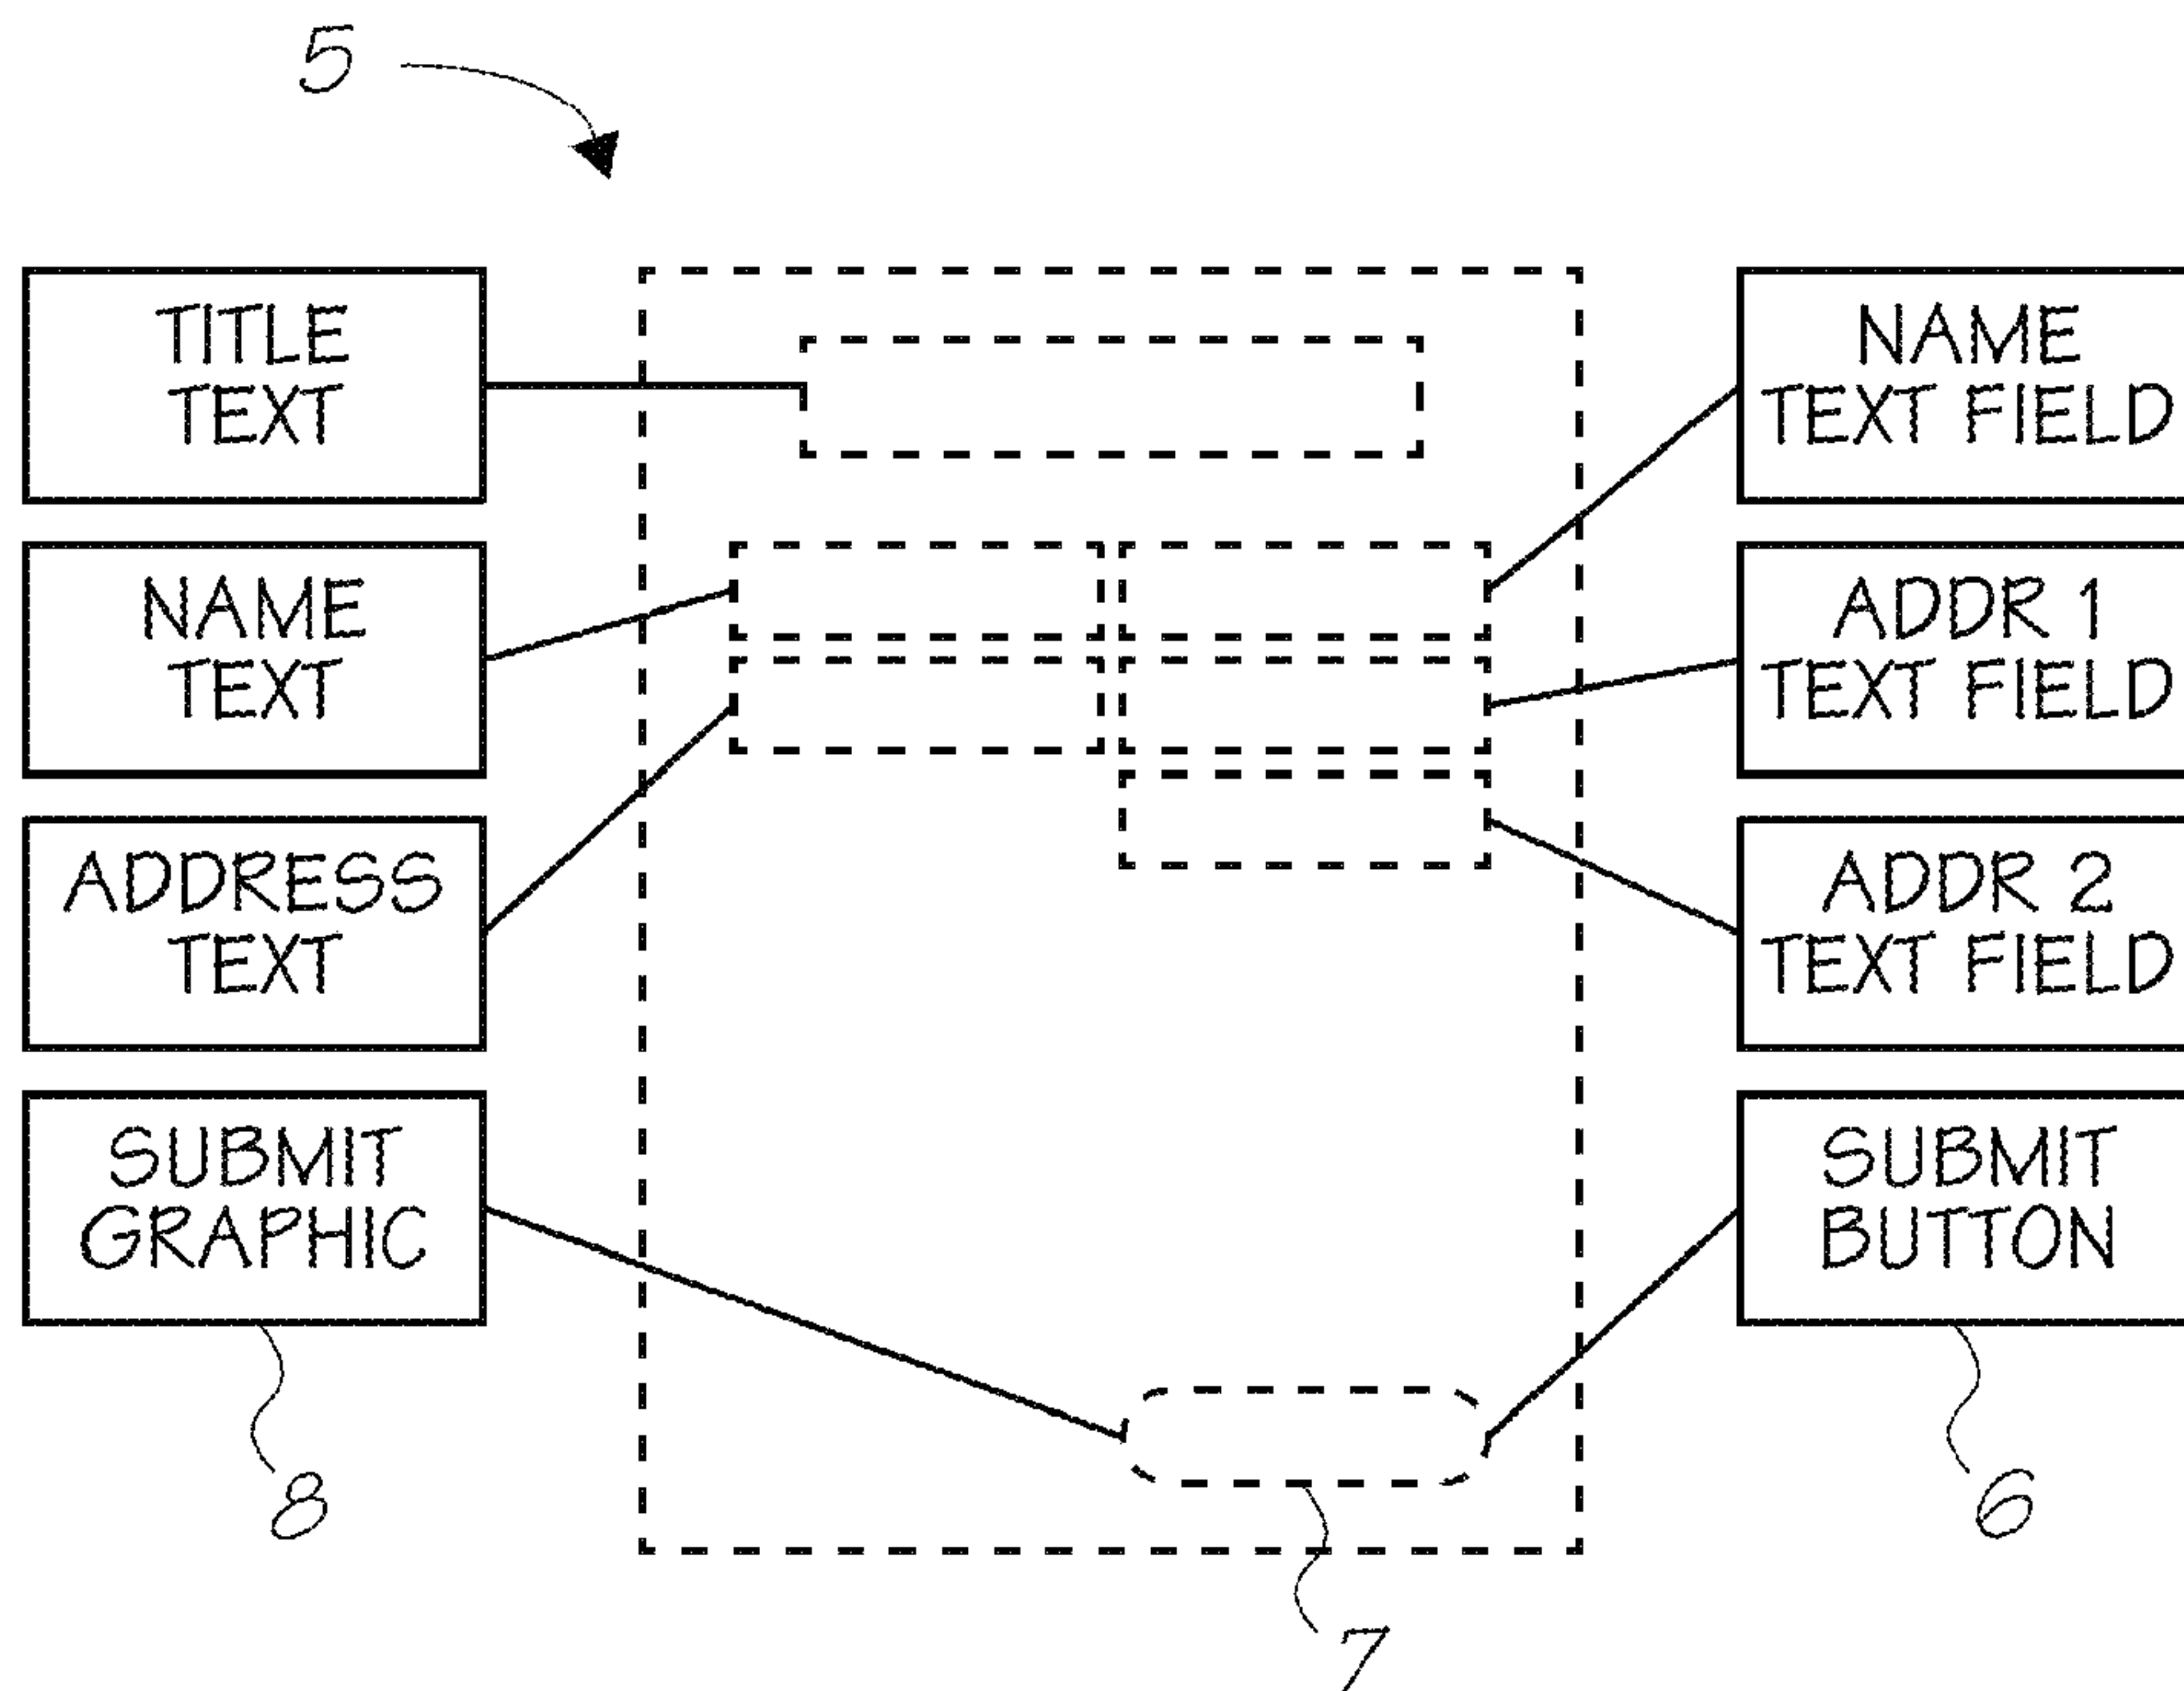 5
TITLE
TEXT
NAME
TEXT FIELD
NAME
TEXT
ADDR 1
TEXT FIELD
ADDRESS
TEXT
ADDR 2
TEXT FIELD
SUBMIT
GRAPHIC
SUBMIT
BUTTON
8
6
7